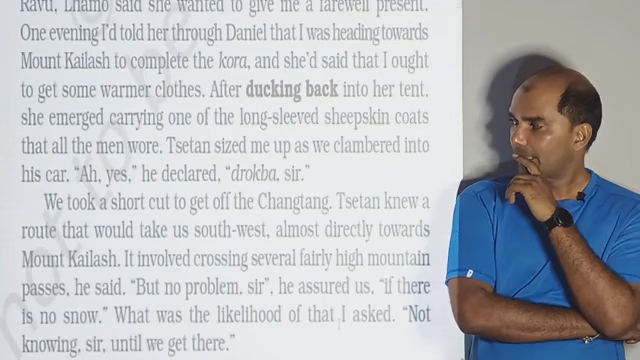 Ravu, Lhamo said she wanted to give me a farewell present.
One evening I'd told her through Daniel that I was heading towards
Mount Kailash to complete the kora, and she'd said that I ought
to get some warmer clothes. After ducking back into her tent,
she emerged carrying one of the long-sleeved sheepskin coats
that all the men wore. Tsetan sized me up as we clambered into
his car. “Ah, yes,” he declared, “drokba, sir.”
We took a short cut to get off the Changtang. Tsetan knew a
route that would take us south-west, almost directly towards
Mount Kailash. It involved crossing several fairly high mountain
passes, he said. “But no problem, sir”, he assured us, “if there
is no snow.” What was the likelihood of that I asked. “Not
knowing, sir, until we get there.”
not to be